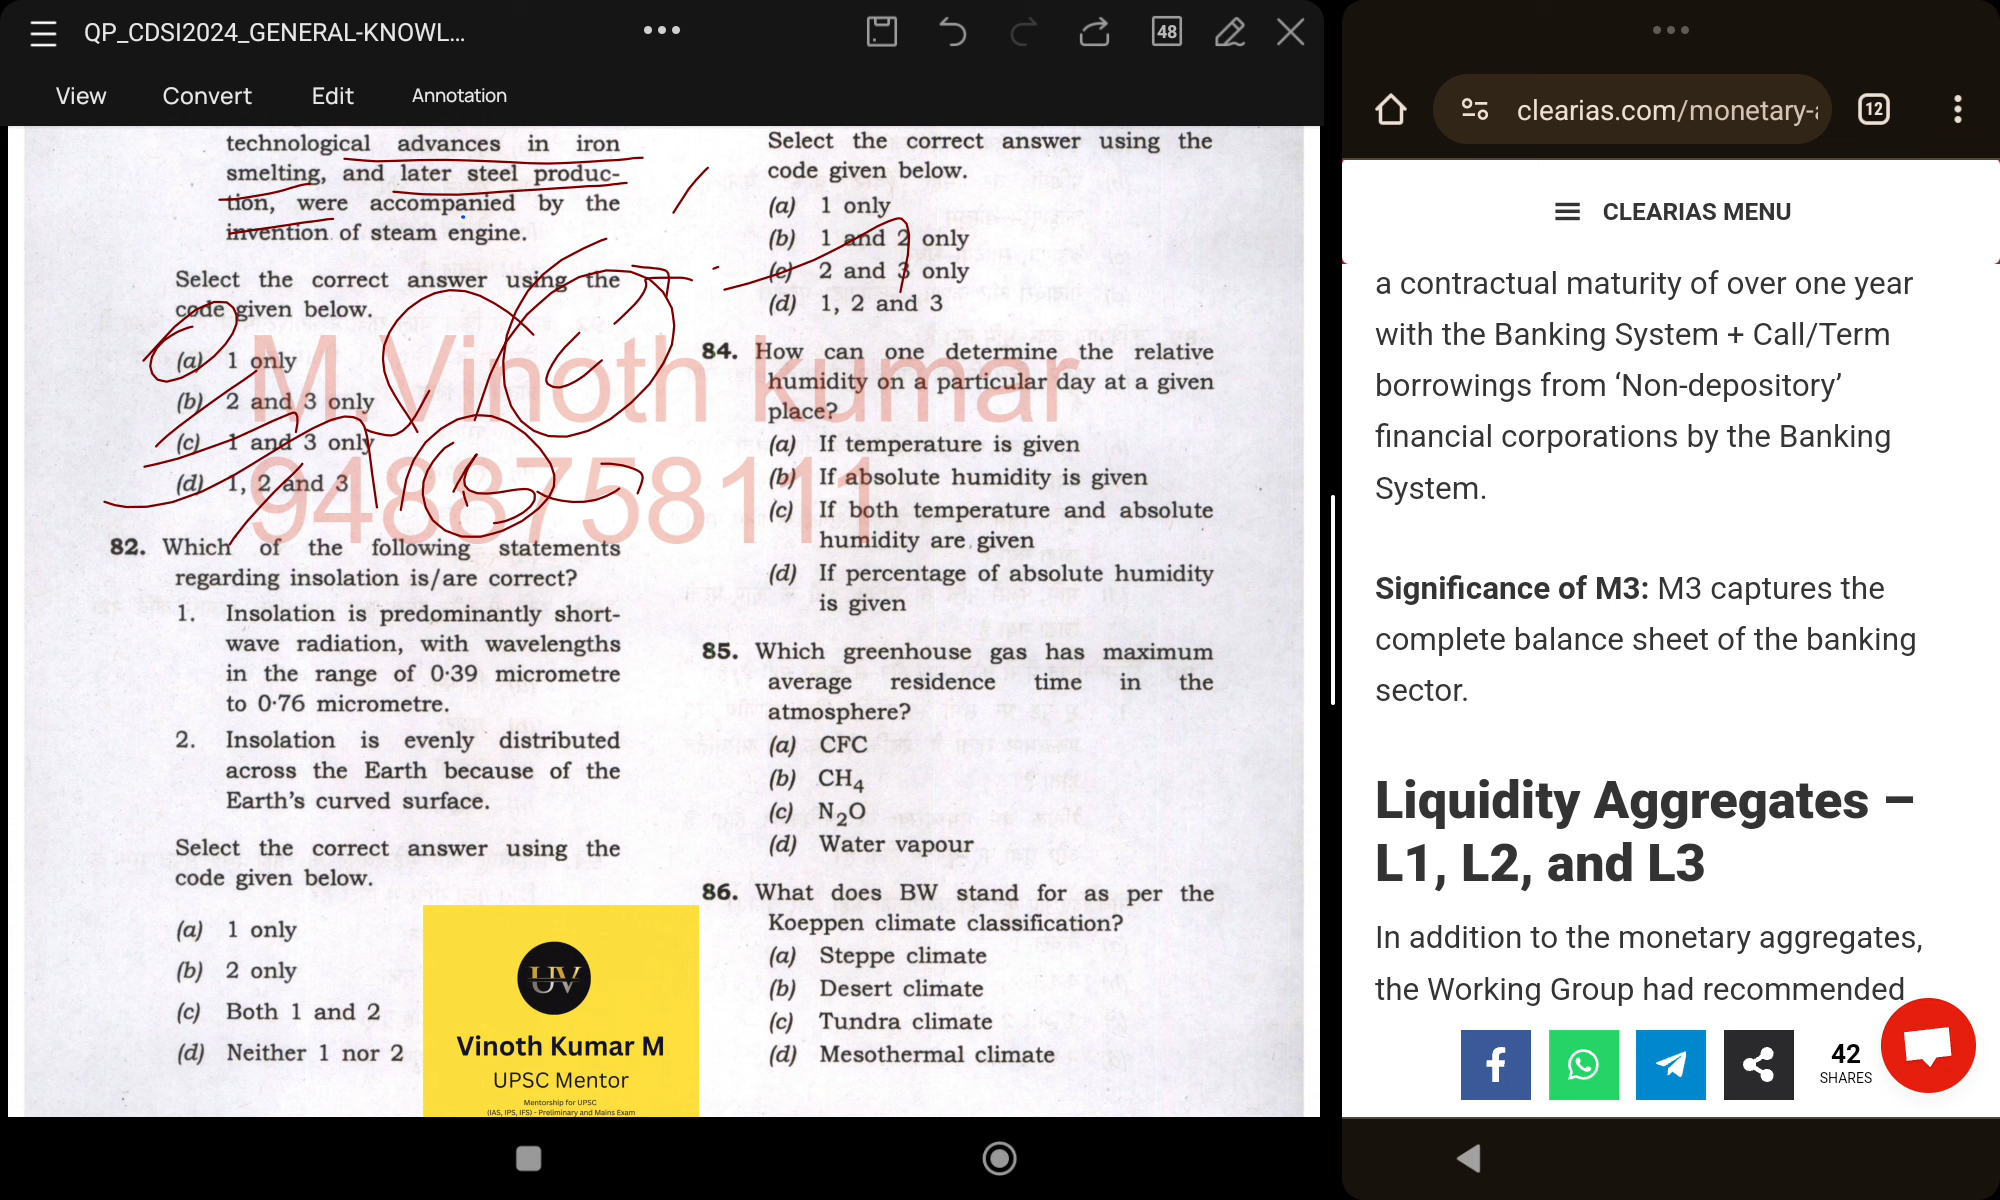 QP_CDSI2024_GENERAL-KNOWL...
48
View Convert Edit Annotation
technological advances in iron
smelting, and later steel produc-
tion, were accompanied by the
invention of steam engine.
Select the correct answer using the
code given below.
(a) 1 only
(b) 2 and 3 only
(c) 1 and 3 only
(d) 1, 2 and 3
82. Which of the following statements
regarding insolation is/are correct?
1. Insolation is predominantly short-
wave radiation, with wavelengths
in the range of 0·39 micrometre
to 0·76 micrometre.
2. Insolation is evenly distributed
across the Earth because of the
Earth's curved surface.
Select the correct answer using the
code given below.
(a) 1 only
(b) 2 only
(c) Both 1 and 2
(d) Neither 1 nor 2
UV
Vinoth Kumar M
UPSC Mentor
Mentorship for UPSC
(IAS, IPS, IFS) - Preliminary and Mains Exam
M.Vinoth kumar
9488758111
Select the correct answer using the
code given below.
(a) 1 only
(b) 1 and 2 only
(c) 2 and 3 only
(d) 1, 2 and 3
84. How can one determine the relative
humidity on a particular day at a given
place?
(a) If temperature is given
(b) If absolute humidity is given
(c) If both temperature and absolute
humidity are given
(d) If percentage of absolute humidity
is given
85. Which greenhouse gas has maximum
average residence time in the
atmosphere?
(a) CFC
(b) CH4
(c) N2O
(d) Water vapour
86. What does BW stand for as per the
Koeppen climate classification?
(a) Steppe climate
(b) Desert climate
(c) Tundra climate
(d) Mesothermal climate
clearias.com/monetary-
12
CLEARIAS MENU
a contractual maturity of over one year
with the Banking System + Call/Term
borrowings from ‘Non-depository’
financial corporations by the Banking
System.
Significance of M3: M3 captures the
complete balance sheet of the banking
sector.
Liquidity Aggregates –
L1, L2, and L3
In addition to the monetary aggregates,
the Working Group had recommended
42
SHARES